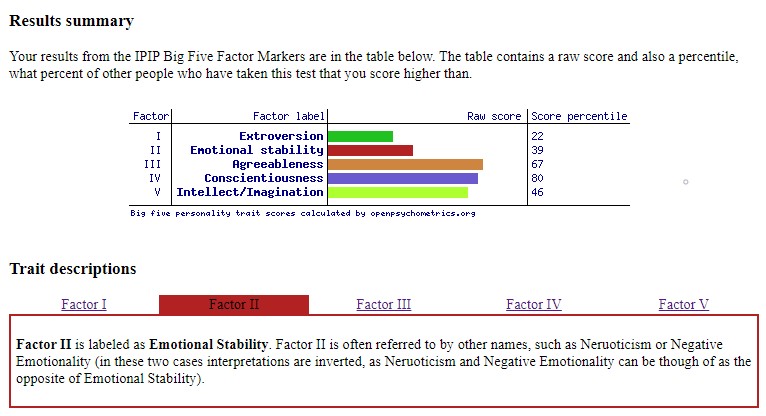 Results summary
Your results from the IPIP Big Five Factor Markers are in the table below. The table contains a raw score and also a percentile,
what percent of other people who have taken this test that you score higher than.
Factor Factor label Raw score Score percentile
I Extroversion 22
II Emotional stability 39
III Agreeableness 67
IV Conscientiousness 80
V Intellect/Imagination 46
Big five personality trait scores calculated by openpsychometrics.org
Trait descriptions
Factor I Factor II Factor III Factor IV Factor V
Factor II is labeled as Emotional Stability. Factor II is often referred to by other names, such as Neruoticism or Negative
Emotionality (in these two cases interpretations are inverted, as Neruoticism and Negative Emotionality can be though of as the
opposite of Emotional Stability).